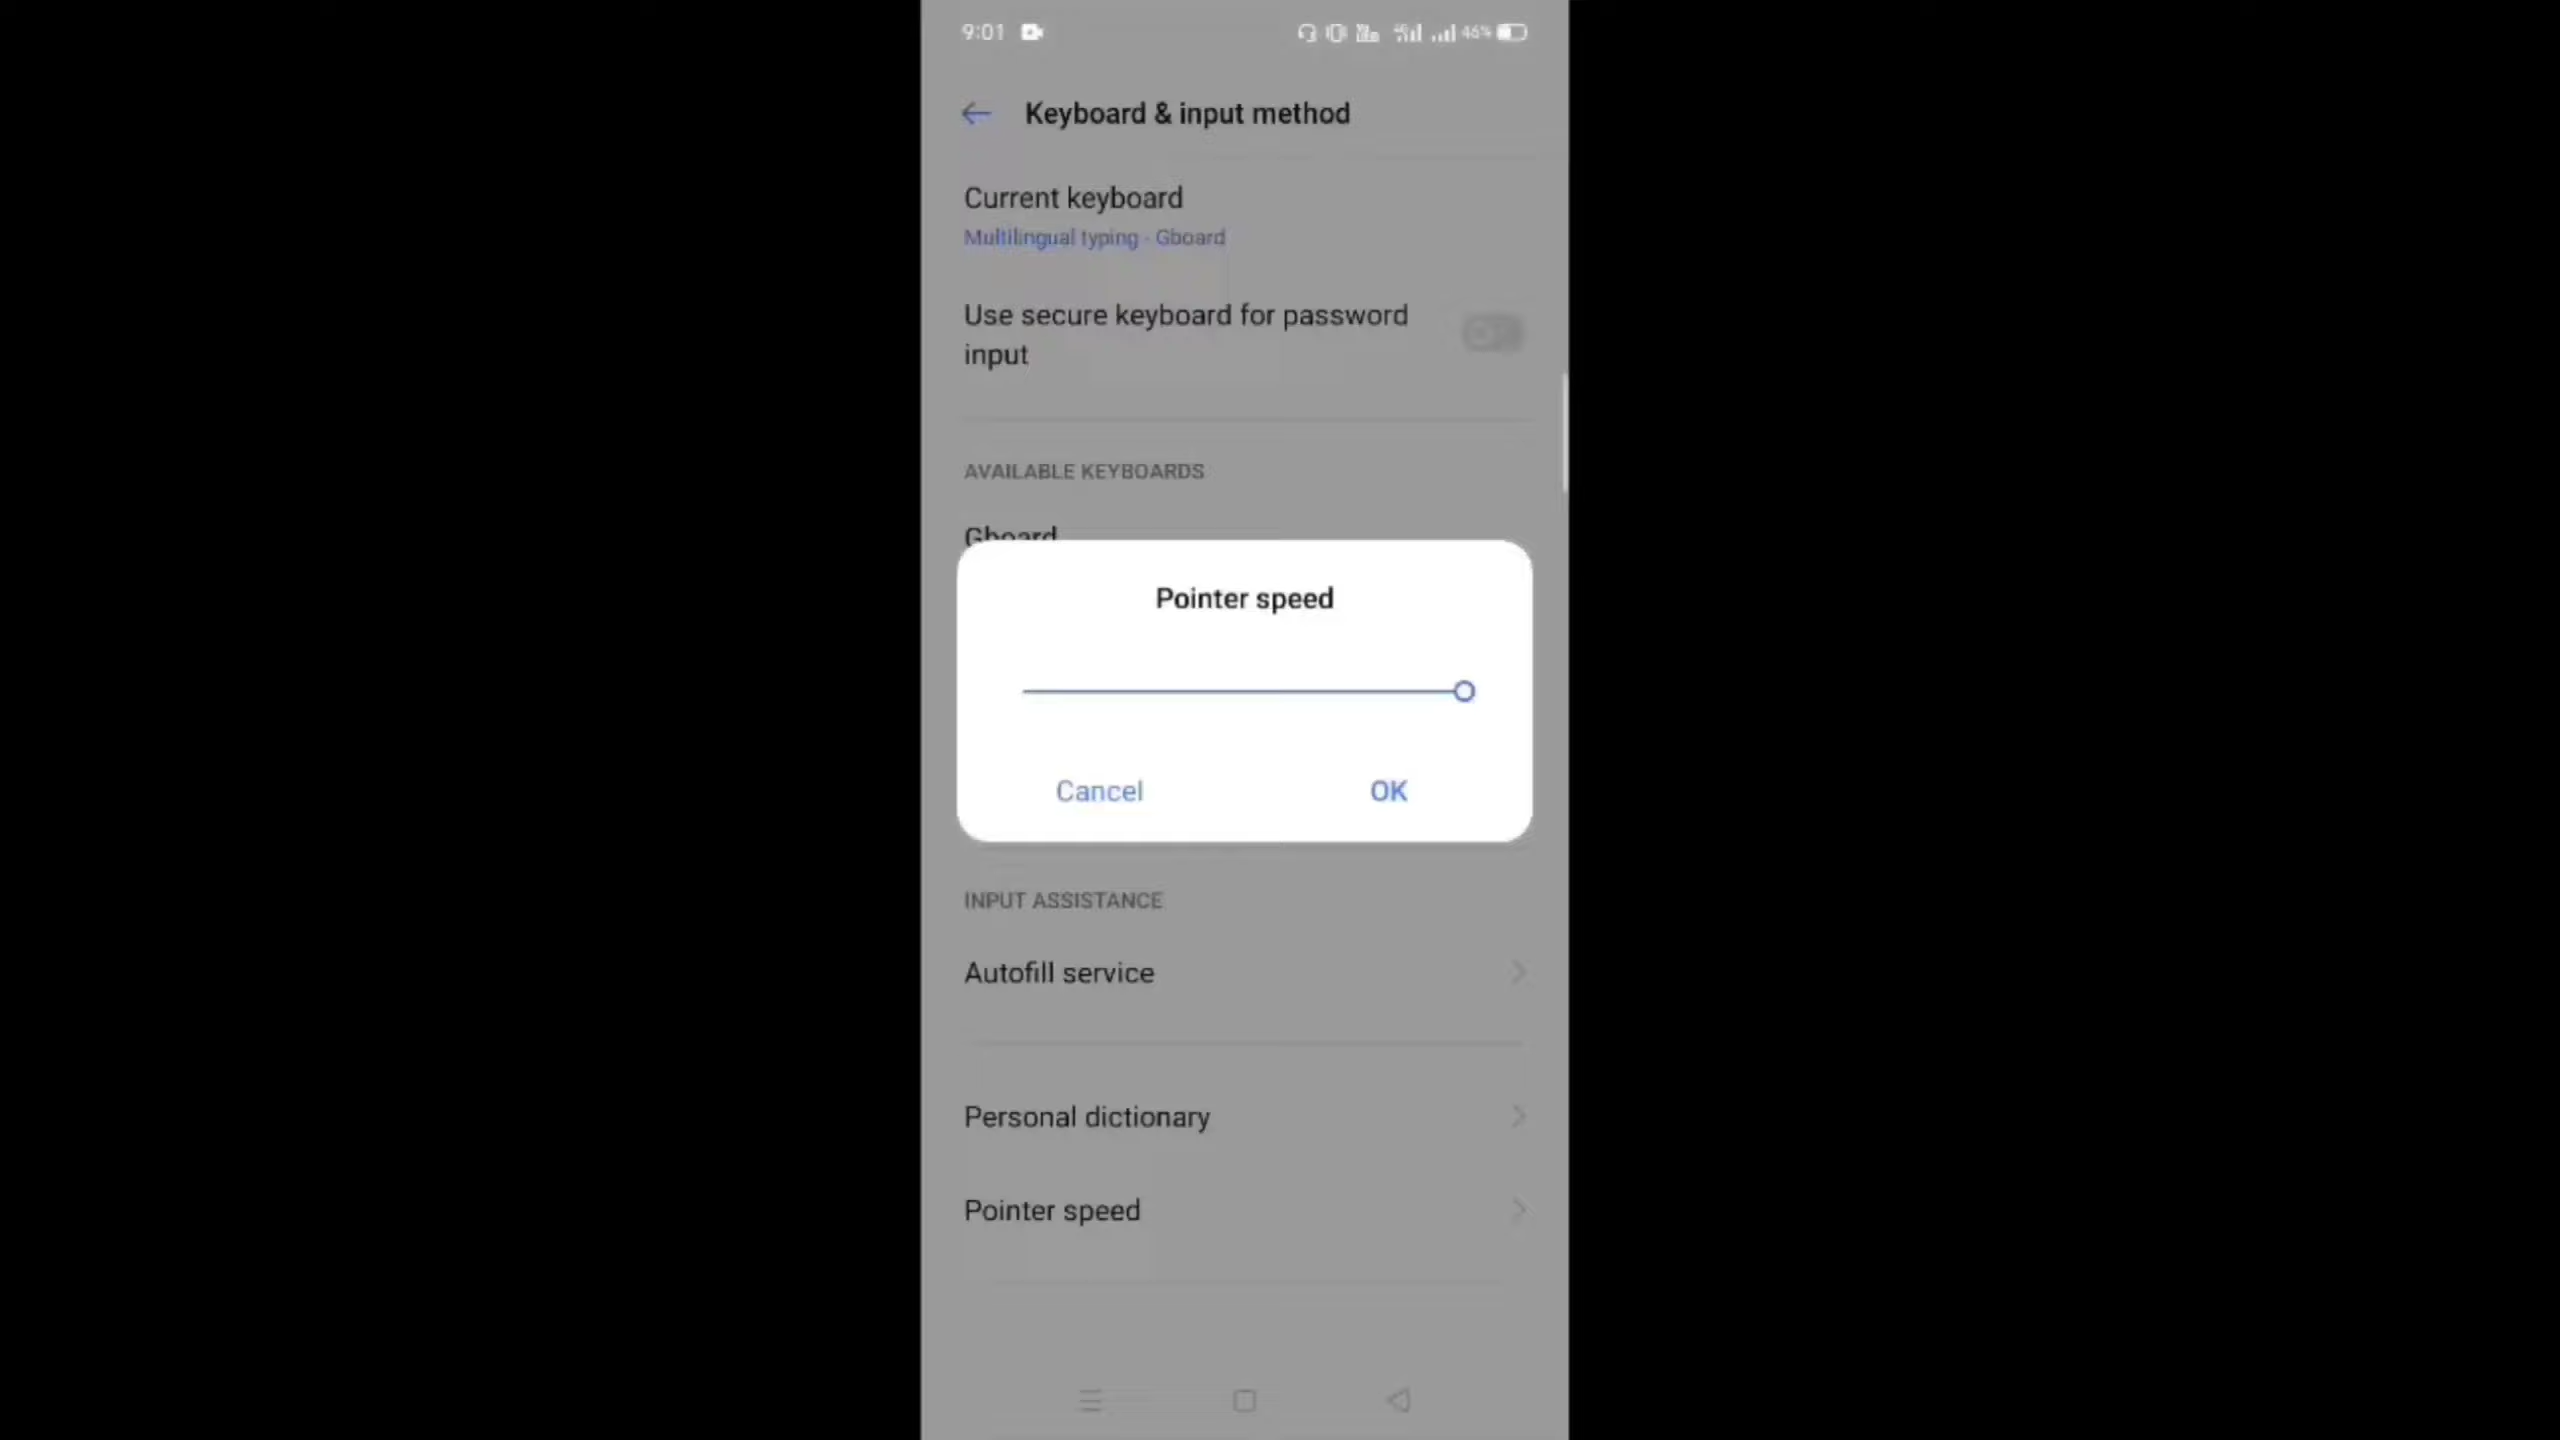 9:01 46%
Keyboard & input method
Current keyboard
Multilingual typing - Gboard
Use secure keyboard for password
input
AVAILABLE KEYBOARDS
Gboard
Pointer speed
Cancel OK
INPUT ASSISTANCE
Autofill service
Personal dictionary
Pointer speed